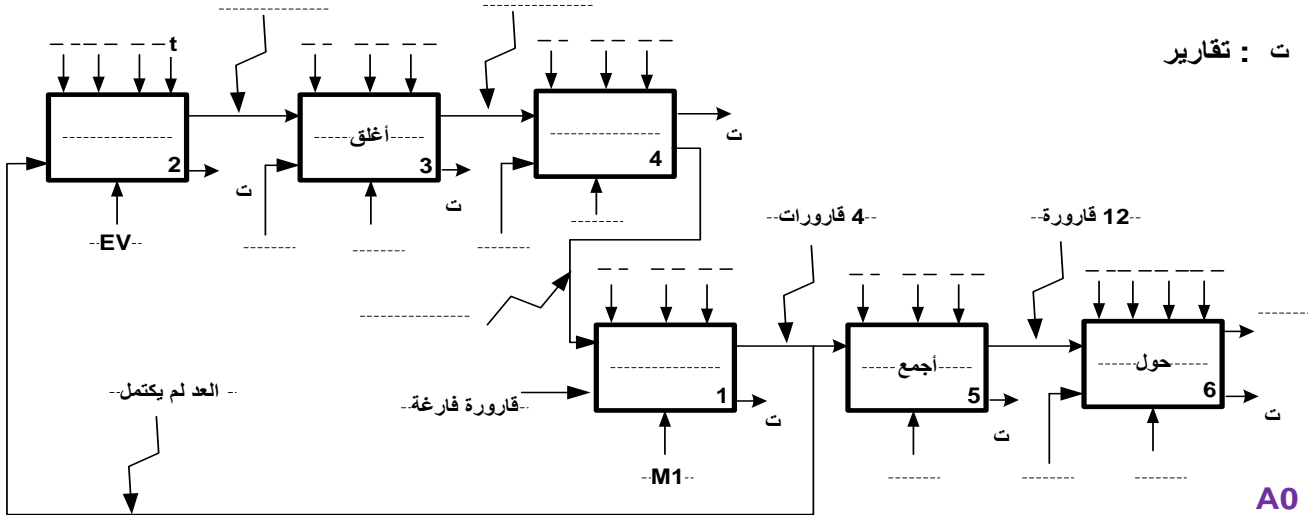 ت : تقارير
t
أغلق
2
3
4
ت
ت
ت
EV
4 قارورات
12 قارورة
العد لم يكتمل
قارورة فارغة
أجمع
حول
1
5
6
ت
ت
ت
M1
A0